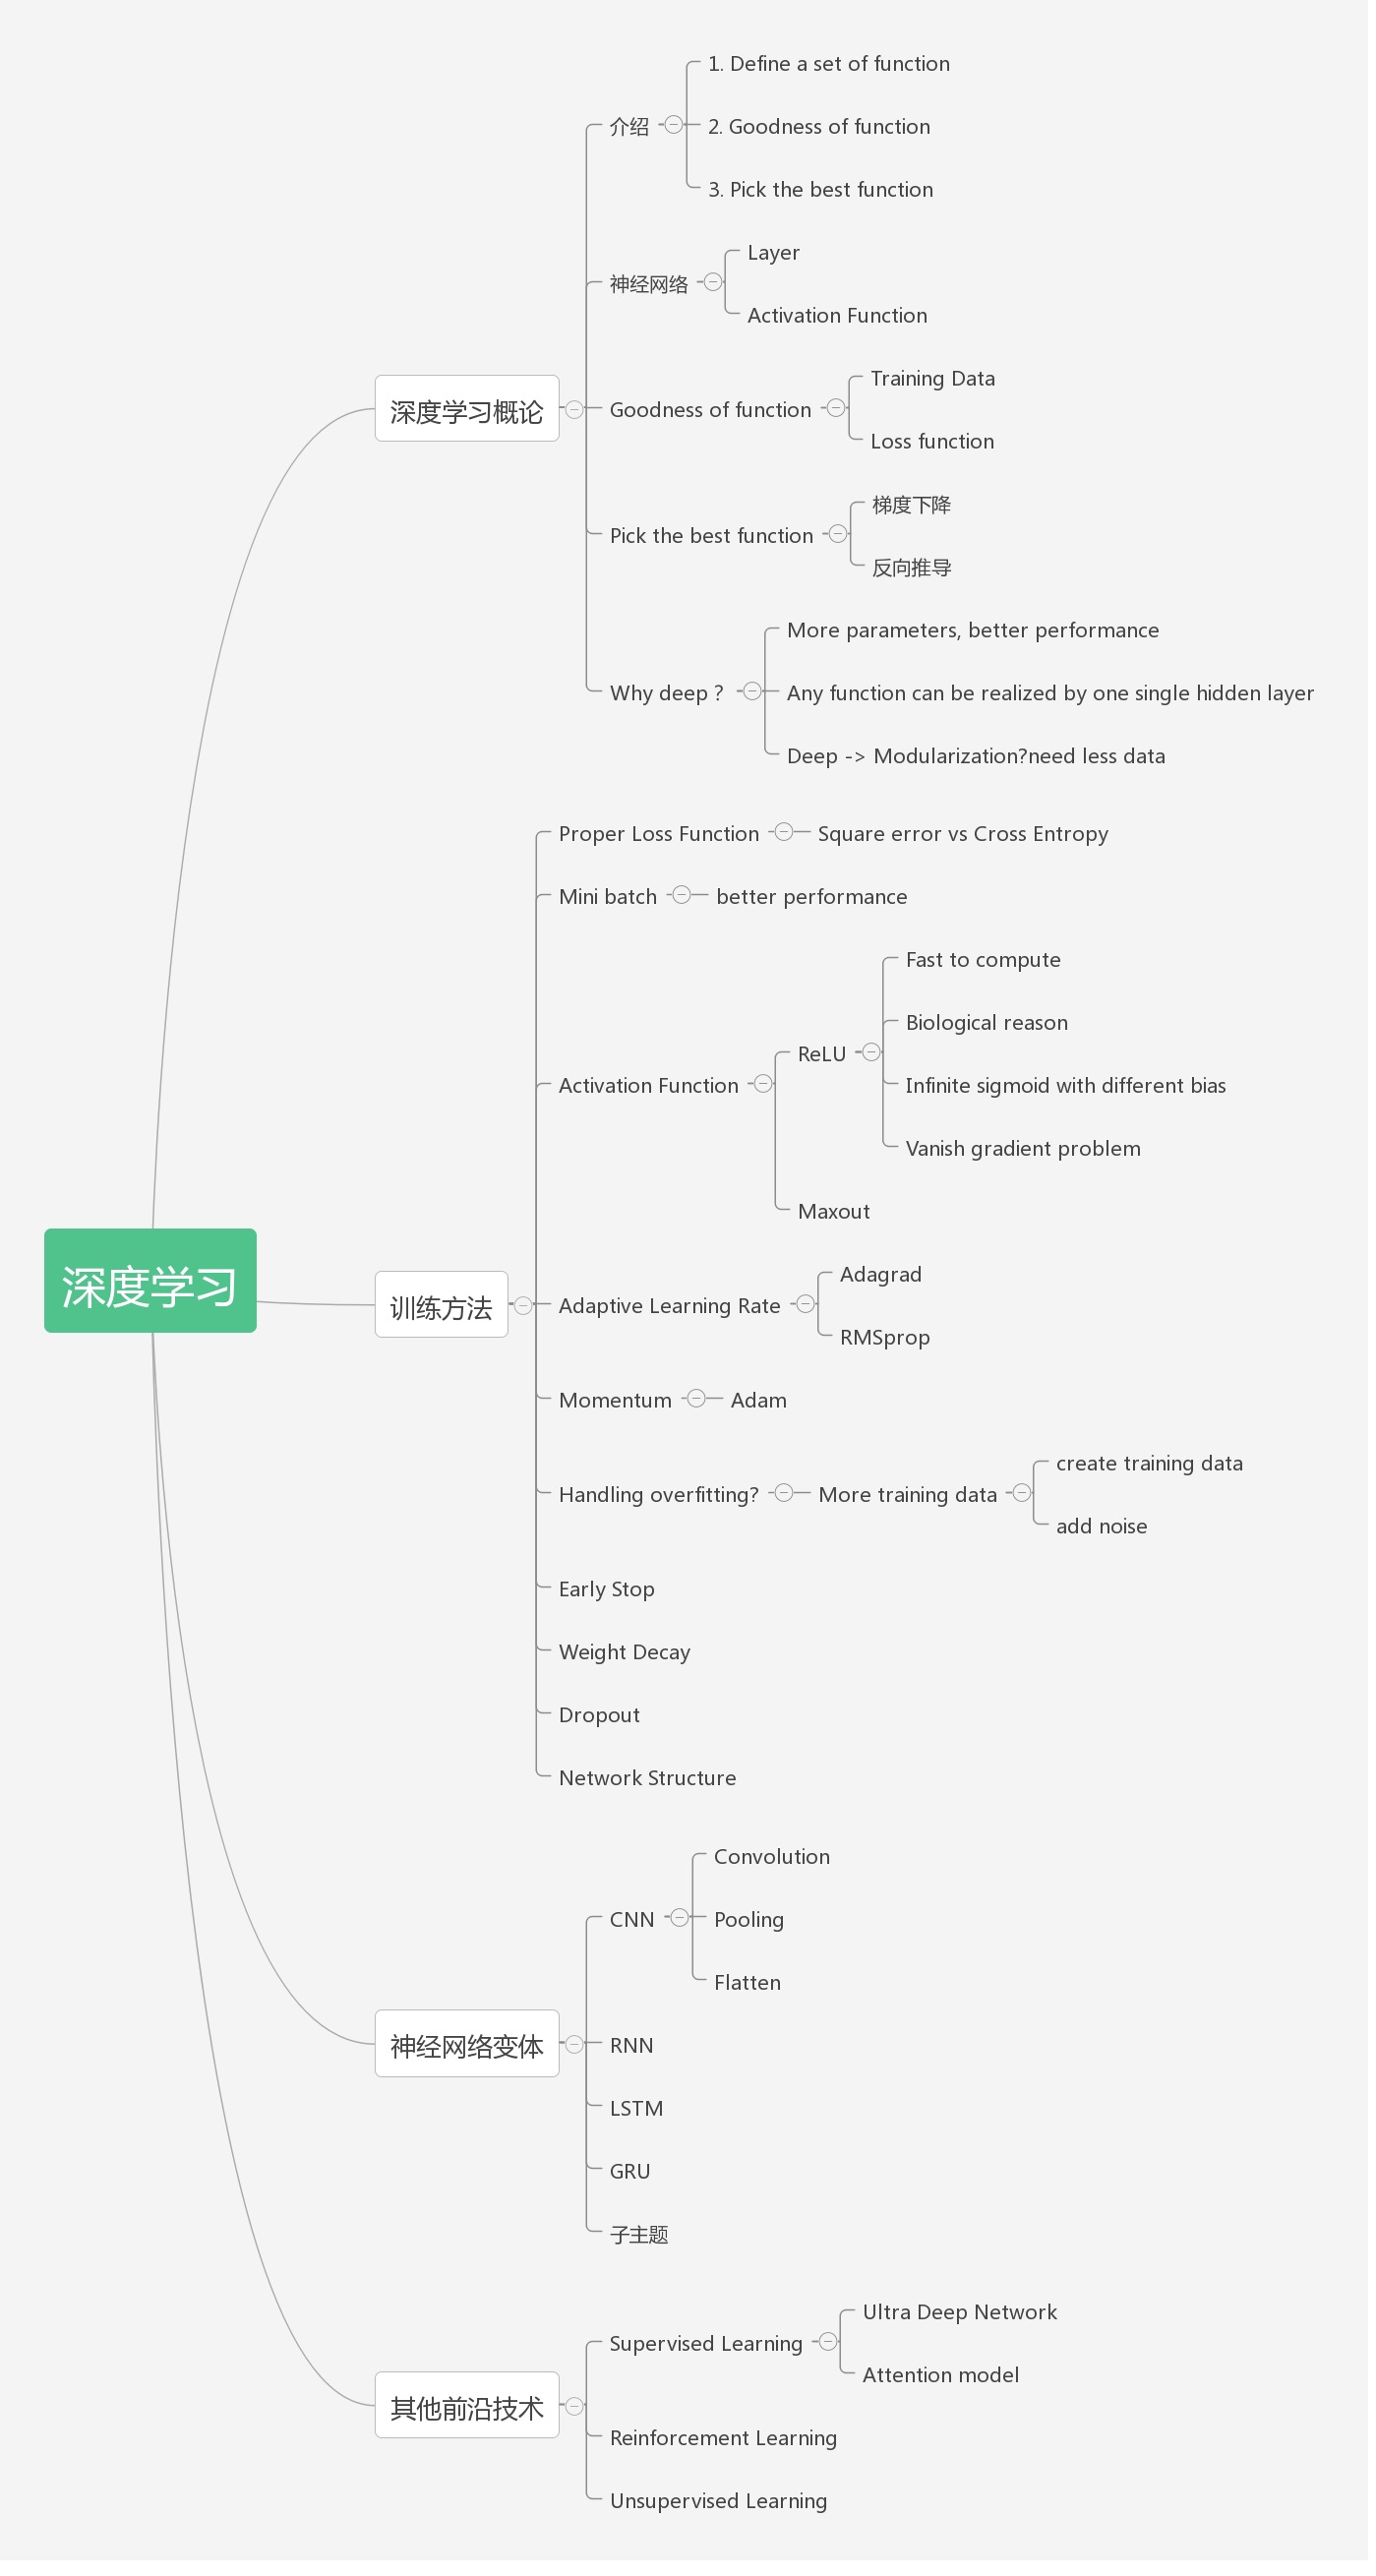 深度学习
深度学习概论
介绍
1. Define a set of function
2. Goodness of function
3. Pick the best function
神经网络
Layer
Activation Function
Goodness of function
Training Data
Loss function
Pick the best function
梯度下降
反向推导
Why deep ?
More parameters, better performance
Any function can be realized by one single hidden layer
Deep -> Modularization?need less data
训练方法
Proper Loss Function
Square error vs Cross Entropy
Mini batch
better performance
Activation Function
ReLU
Fast to compute
Biological reason
Infinite sigmoid with different bias
Vanish gradient problem
Maxout
Adaptive Learning Rate
Adagrad
RMSprop
Momentum
Adam
Handling overfitting?
More training data
create training data
add noise
Early Stop
Weight Decay
Dropout
Network Structure
神经网络变体
CNN
Convolution
Pooling
Flatten
RNN
LSTM
GRU
子主题
其他前沿技术
Supervised Learning
Ultra Deep Network
Attention model
Reinforcement Learning
Unsupervised Learning